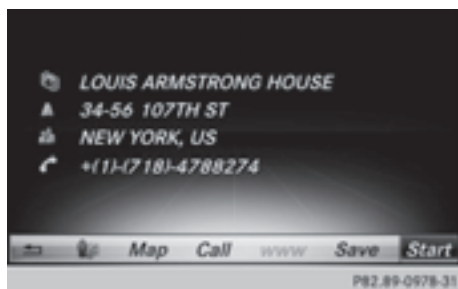 LOUIS ARMSTRONG HOUSE
34-56 107TH ST
NEW YORK, US
+(1)-(718)-4788274
Map Call www Save Start
P82.89-0978-31